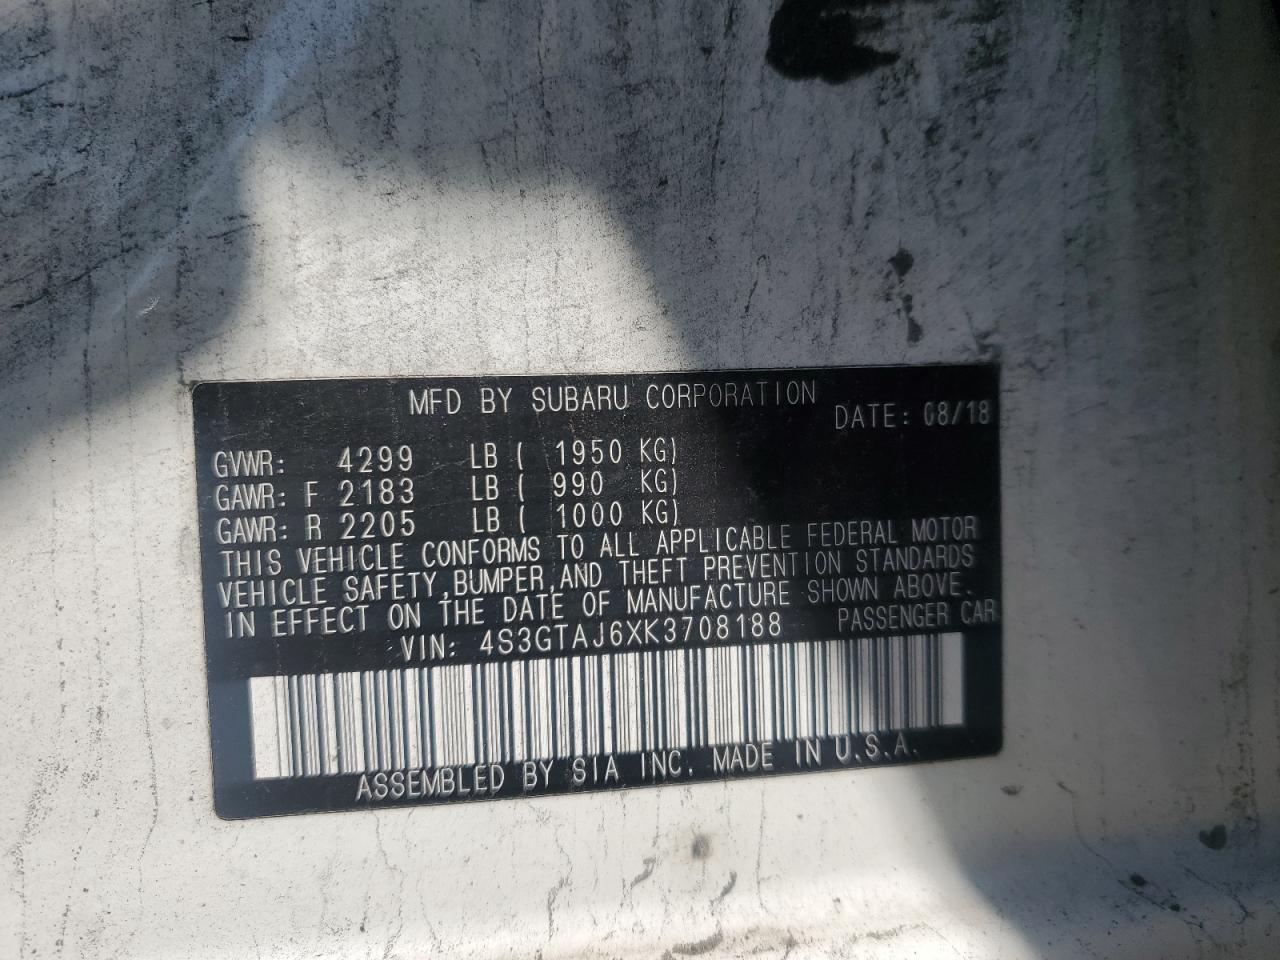 MFD BY SUBARU CORPORATION DATE: 08/18
GVWR: 4299 LB ( 1950 KG)
GAWR: F 2183 LB ( 990 KG)
GAWR: R 2205 LB ( 1000 KG)
THIS VEHICLE CONFORMS TO ALL APPLICABLE FEDERAL MOTOR
VEHICLE SAFETY,BUMPER,AND THEFT PREVENTION STANDARDS
IN EFFECT ON THE DATE OF MANUFACTURE SHOWN ABOVE.
VIN: 4S3GTAJ6XK3708188 PASSENGER CAR
ASSEMBLED BY SIA INC. MADE IN U.S.A.